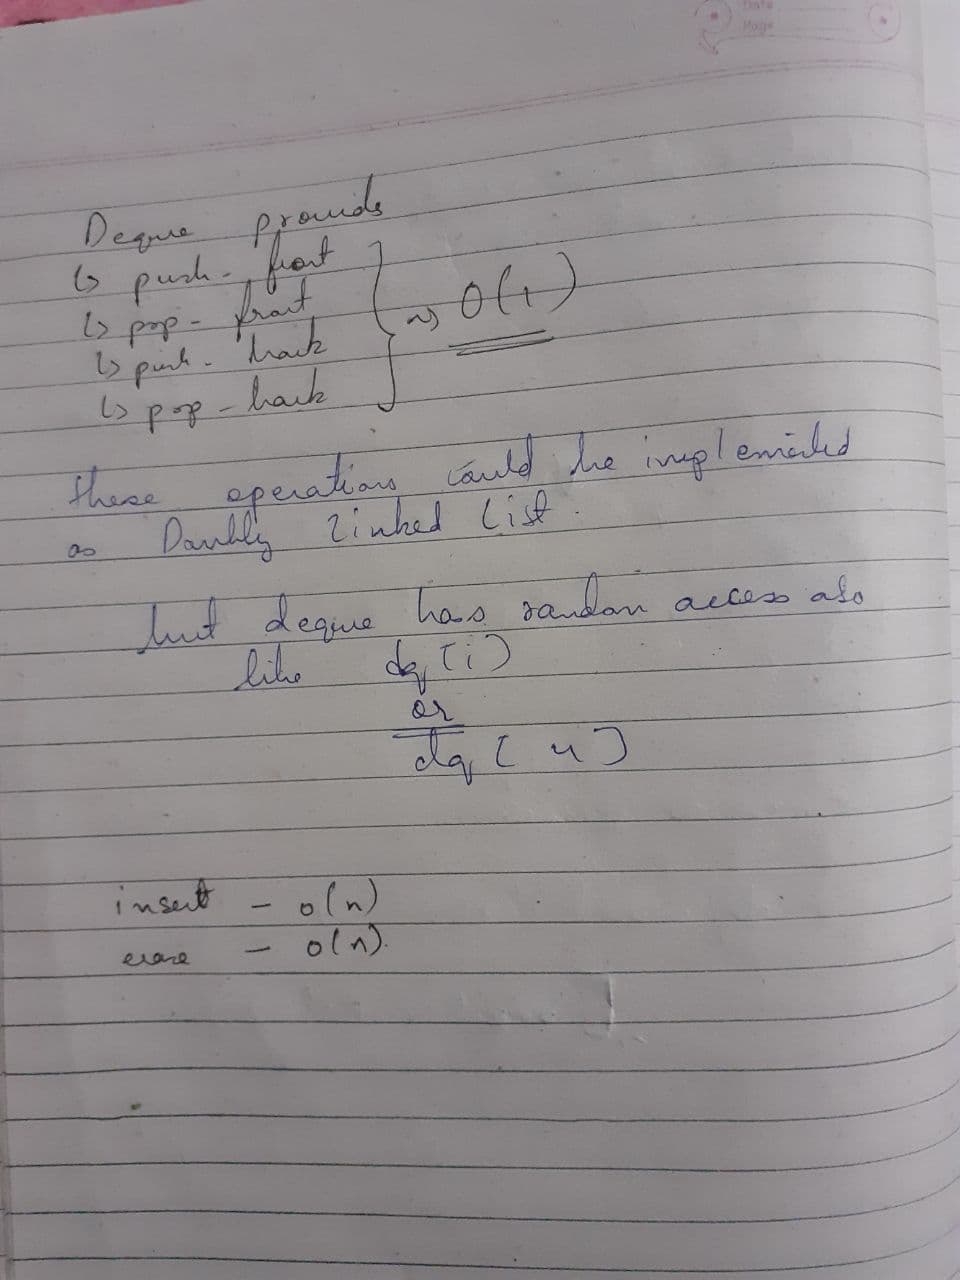 Date
Page
Deque provids
↳ push-front
↳ pop-front
↳ push-back
↳ pop-back
} ⇝ O(1)
these operations could be implemented
as Doubly Linked List.
but deque has random access also
like dq[i]
or
dq[4]
insert - o(n)
erase - o(n).